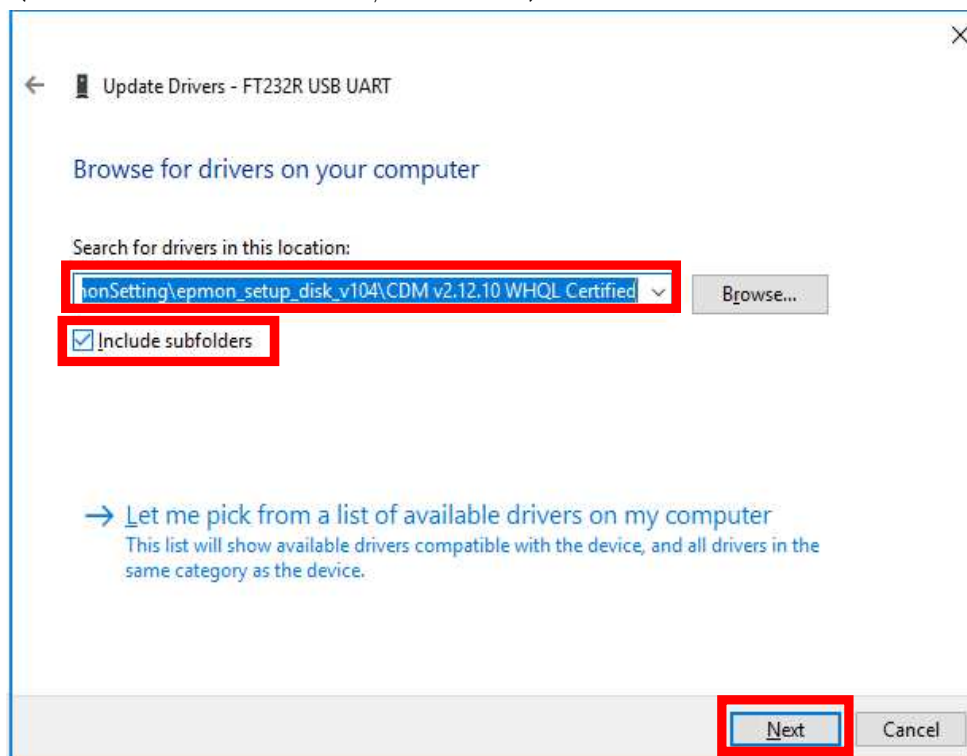 Update Drivers - FT232R USB UART
Browse for drivers on your computer
Search for drivers in this location:
onSetting\epmon_setup_disk_v104\CDM v2.12.10 WHQL Certified
Browse...
Include subfolders
Let me pick from a list of available drivers on my computer
This list will show available drivers compatible with the device, and all drivers in the
same category as the device.
Next
Cancel